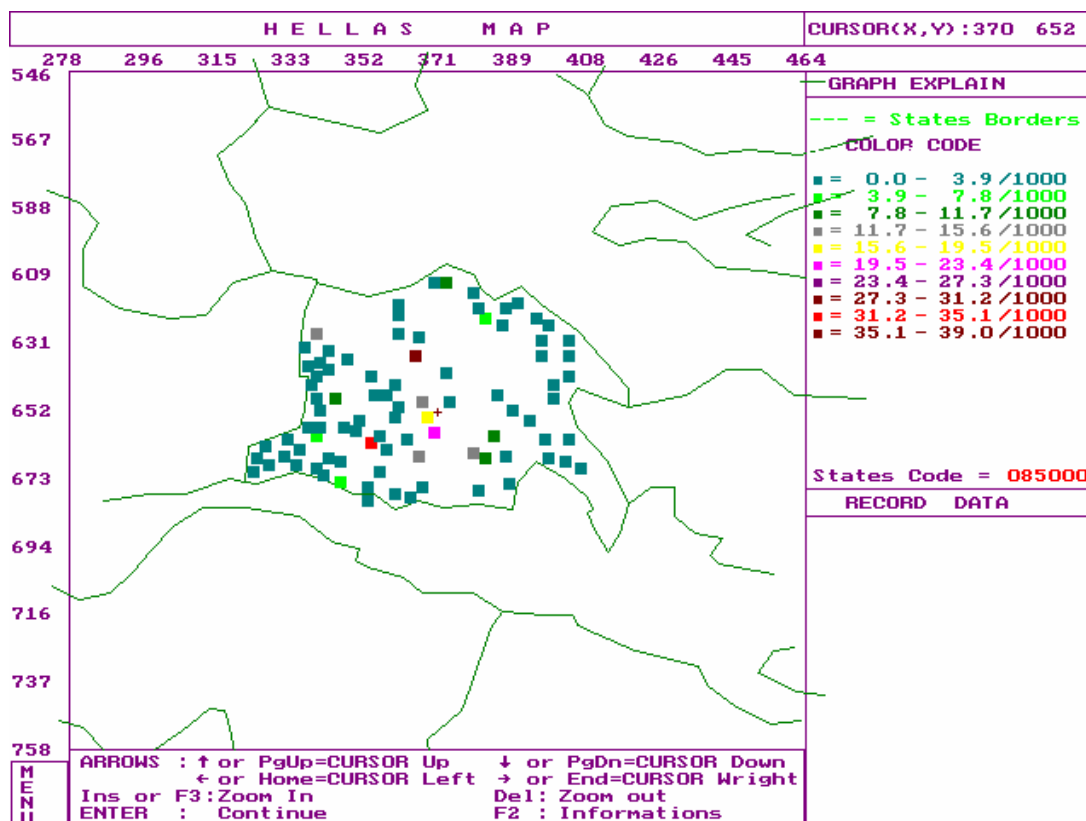 HELLAS MAP
CURSOR(X,Y):370 652
278 296 315 333 352 371 389 408 426 445 464
546
567
588
609
631
652
673
694
716
737
758
GRAPH EXPLAIN
--- = States Borders
COLOR CODE
= 0.0 - 3.9/1000
= 3.9 - 7.8/1000
= 7.8 - 11.7/1000
= 11.7 - 15.6/1000
= 15.6 - 19.5/1000
= 19.5 - 23.4/1000
= 23.4 - 27.3/1000
= 27.3 - 31.2/1000
= 31.2 - 35.1/1000
= 35.1 - 39.0/1000
States Code = 085000
RECORD DATA
MENU
ARROWS : ↑ or PgUp=CURSOR Up ↓ or PgDn=CURSOR Down
← or Home=CURSOR Left → or End=CURSOR Wright
Ins or F3:Zoom In Del: Zoom out
ENTER : Continue F2 : Informations